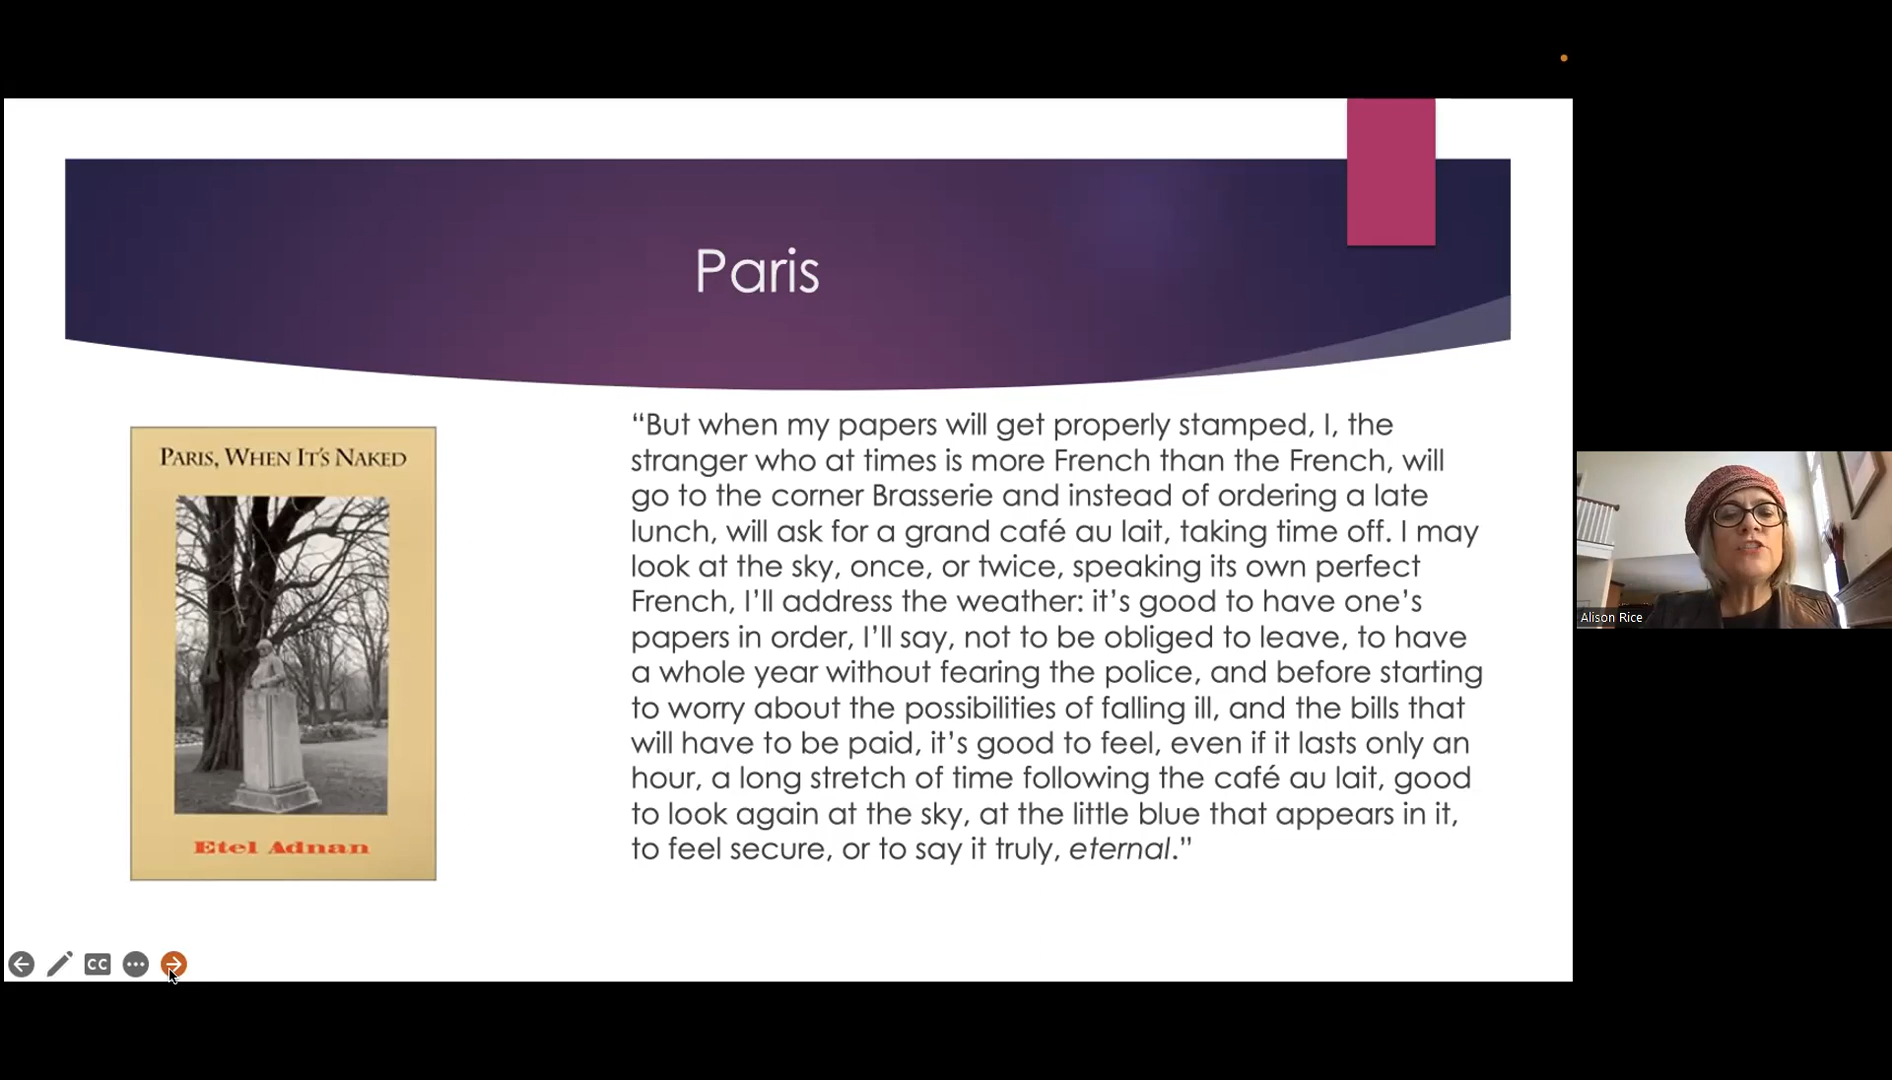 Paris
PARIS, WHEN IT'S NAKED
Etel Adnan
“But when my papers will get properly stamped, I, the
stranger who at times is more French than the French, will
go to the corner Brasserie and instead of ordering a late
lunch, will ask for a grand café au lait, taking time off. I may
look at the sky, once, or twice, speaking its own perfect
French, I’ll address the weather: it’s good to have one’s
papers in order, I’ll say, not to be obliged to leave, to have
a whole year without fearing the police, and before starting
to worry about the possibilities of falling ill, and the bills that
will have to be paid, it’s good to feel, even if it lasts only an
hour, a long stretch of time following the café au lait, good
to look again at the sky, at the little blue that appears in it,
to feel secure, or to say it truly, eternal.”
Alison Rice
CC